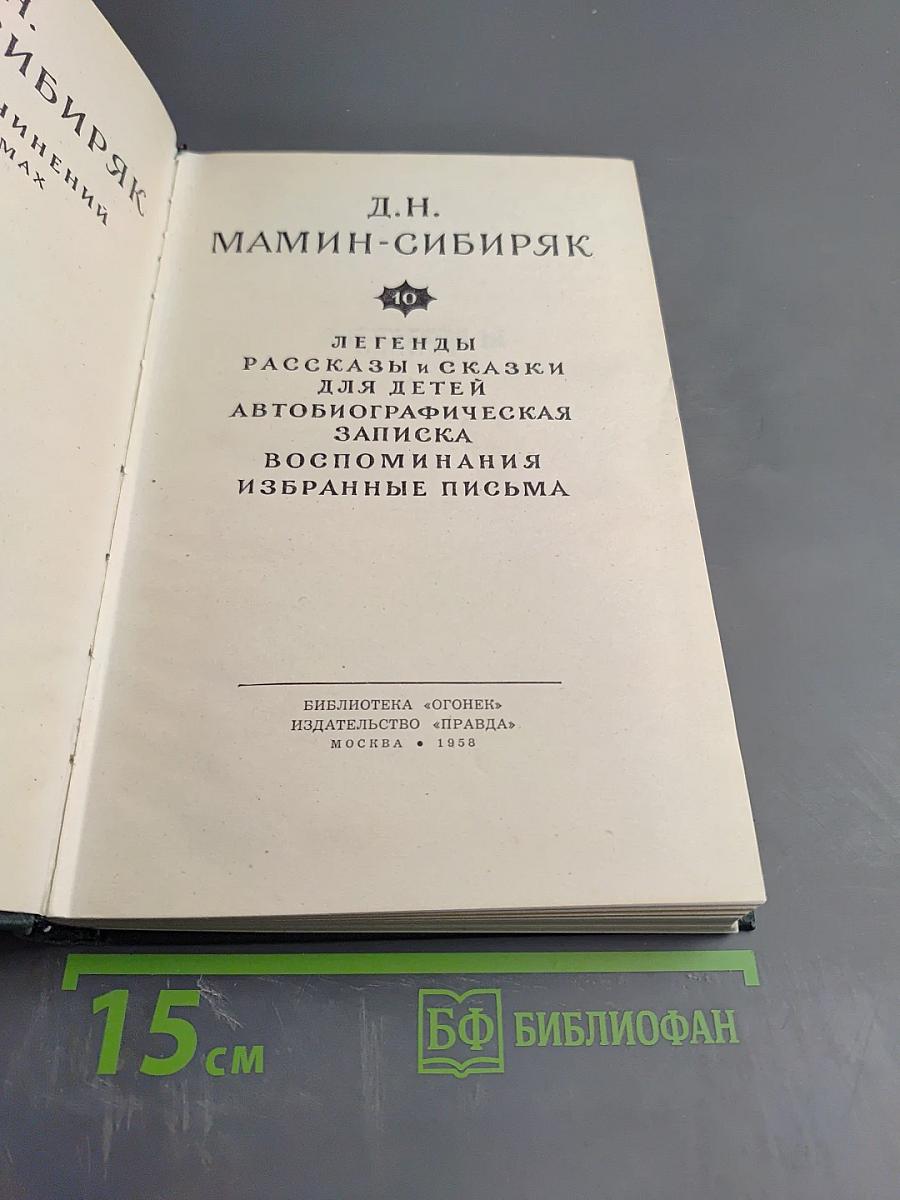 СИБИРЯК
Д.Н.
МАМИН-СИБИРЯК
10
ЛЕГЕНДЫ
РАССКАЗЫ и СКАЗКИ
ДЛЯ ДЕТЕЙ
АВТОБИОГРАФИЧЕСКАЯ
ЗАПИСКА
ВОСПОМИНАНИЯ
ИЗБРАННЫЕ ПИСЬМА
БИБЛИОТЕКА «ОГОНЕК»
ИЗДАТЕЛЬСТВО «ПРАВДА»
МОСКВА • 1958
15 см
БФ БИБЛИОФАН